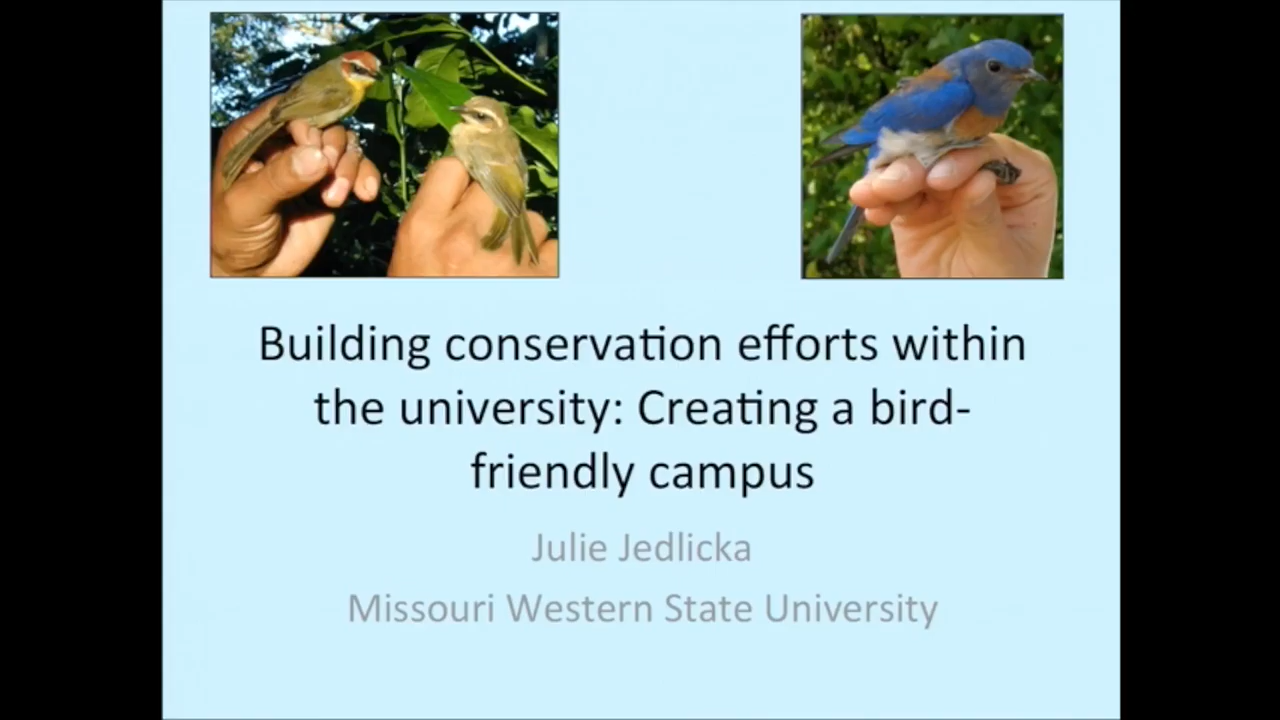 Building conservation efforts within
the university: Creating a bird-
friendly campus
Julie Jedlicka
Missouri Western State University